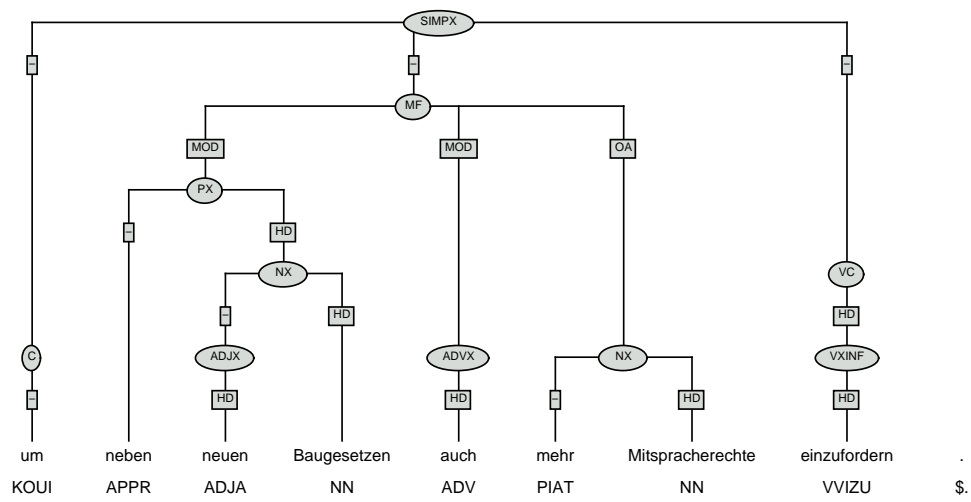 SIMPX
– – –
MF
MOD MOD OA
PX
– HD
NX VC
– HD HD
C ADJX ADVX NX VXINF
– HD HD – HD HD
um neben neuen Baugesetzen auch mehr Mitspracherechte einzufordern .
KOUI APPR ADJA NN ADV PIAT NN VVIZU $.